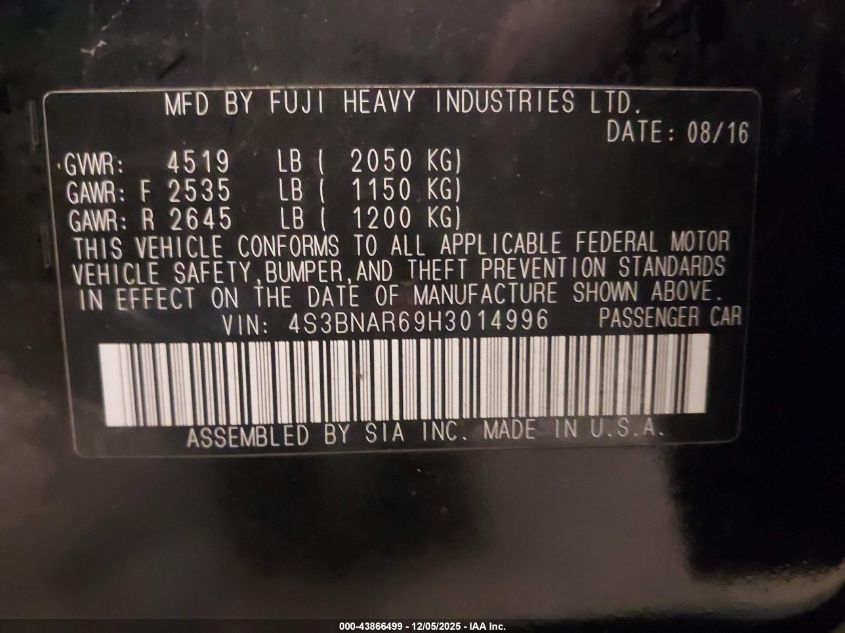 MFD BY FUJI HEAVY INDUSTRIES LTD.
DATE: 08/16
GVWR: 4519 LB ( 2050 KG)
GAWR: F 2535 LB ( 1150 KG)
GAWR: R 2645 LB ( 1200 KG)
THIS VEHICLE CONFORMS TO ALL APPLICABLE FEDERAL MOTOR
VEHICLE SAFETY,BUMPER,AND THEFT PREVENTION STANDARDS
IN EFFECT ON THE DATE OF MANUFACTURE SHOWN ABOVE.
VIN: 4S3BNAR69H3014996 PASSENGER CAR
ASSEMBLED BY SIA INC. MADE IN U.S.A.
000-43866499 - 12/05/2025 - IAA Inc.